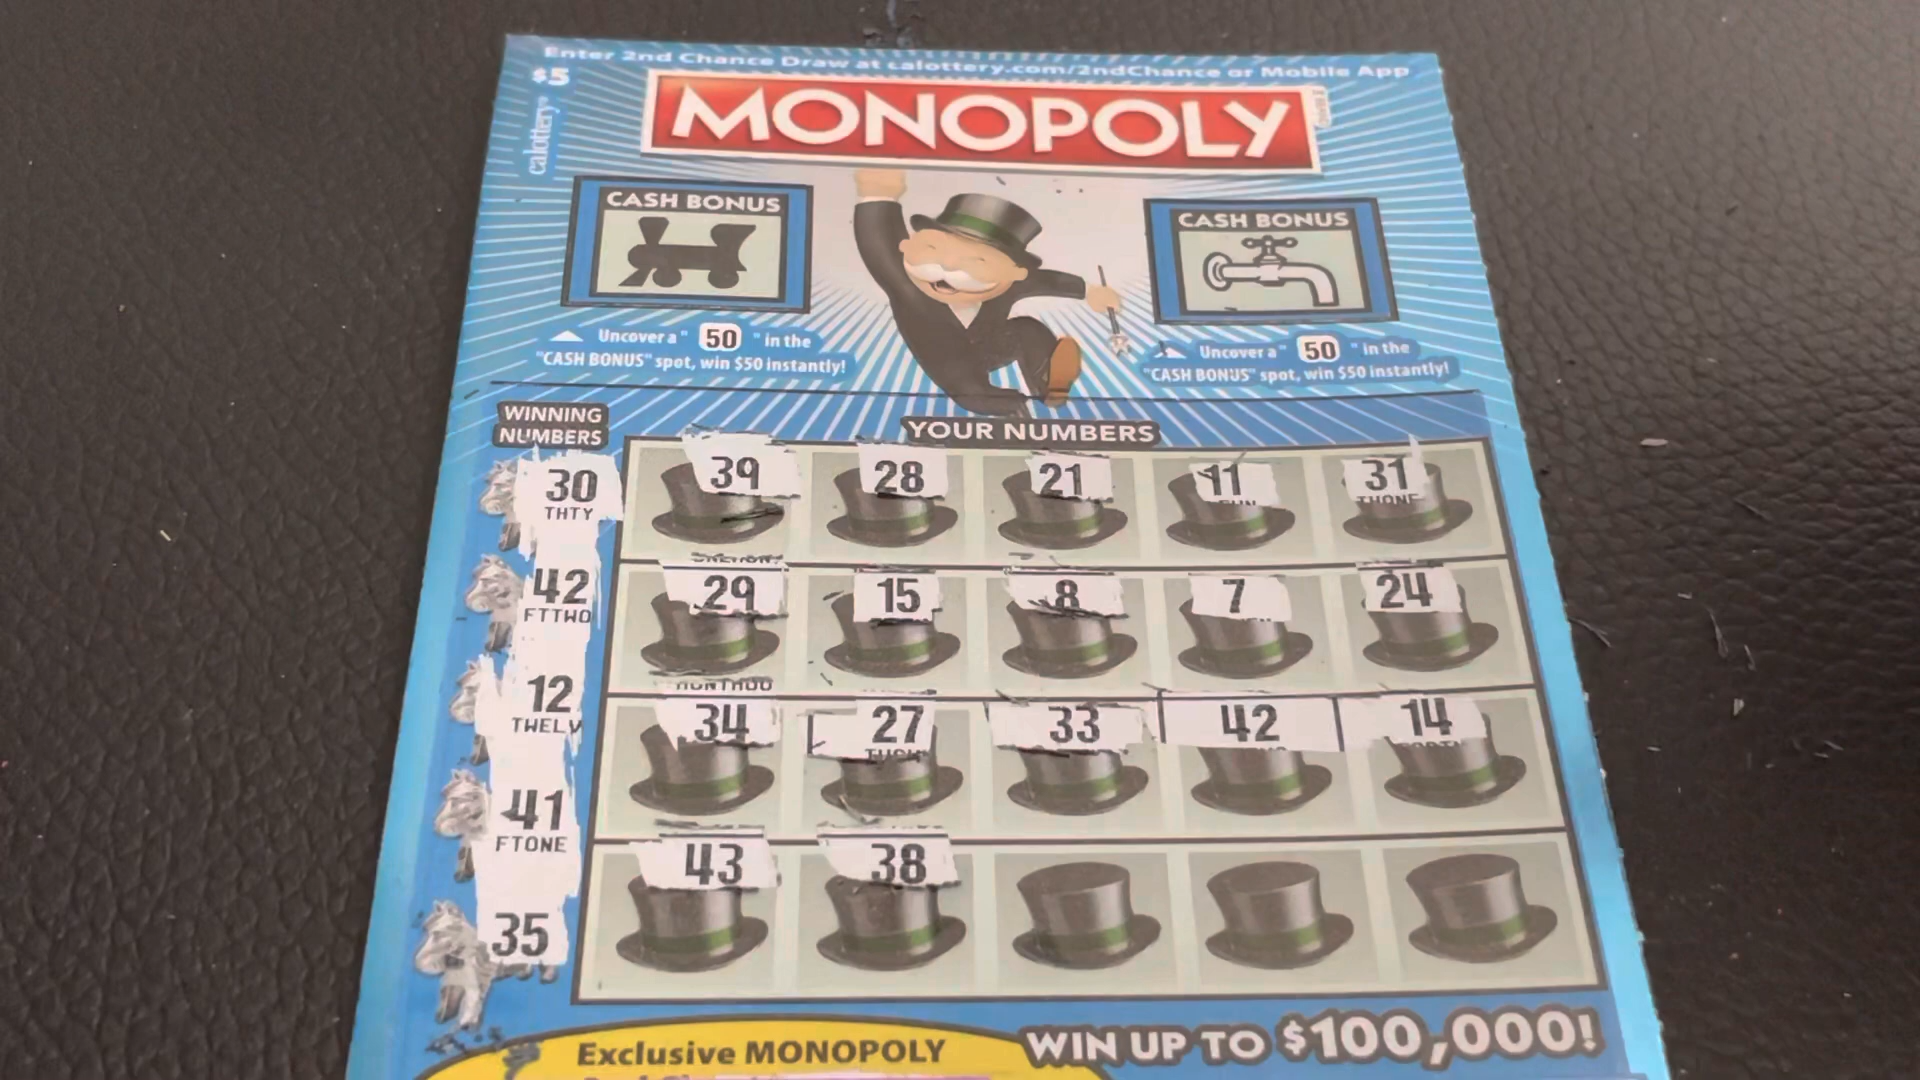 Enter 2nd Chance Draw at calottery.com/2ndChance or Mobile App
$5
calottery
MONOPOLY
CASH BONUS
CASH BONUS
Uncover a " 50 " in the
"CASH BONUS" spot, win $50 instantly!
Uncover a " 50 " in the
"CASH BONUS" spot, win $50 instantly!
WINNING
NUMBERS
YOUR NUMBERS
30
THTY
39 28 21 11 31
THONE
42
FTTWO
29 15 8 7 24
12
TWELV
34 27 33 42 14
41
FTONE
43 38
35
Exclusive MONOPOLY
WIN UP TO $100,000!